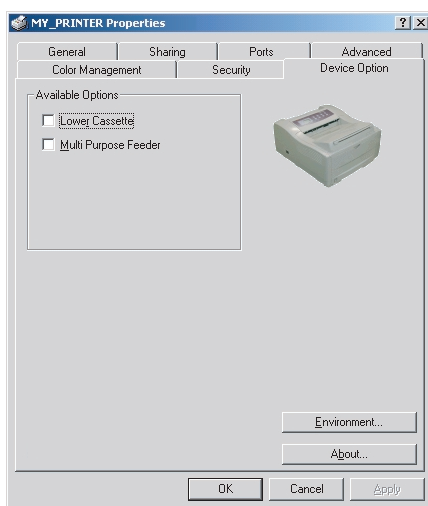 MY_PRINTER Properties
General Sharing Ports Advanced
Color Management Security Device Option
Available Options
Lower Cassette
Multi Purpose Feeder
Environment...
About...
OK Cancel Apply